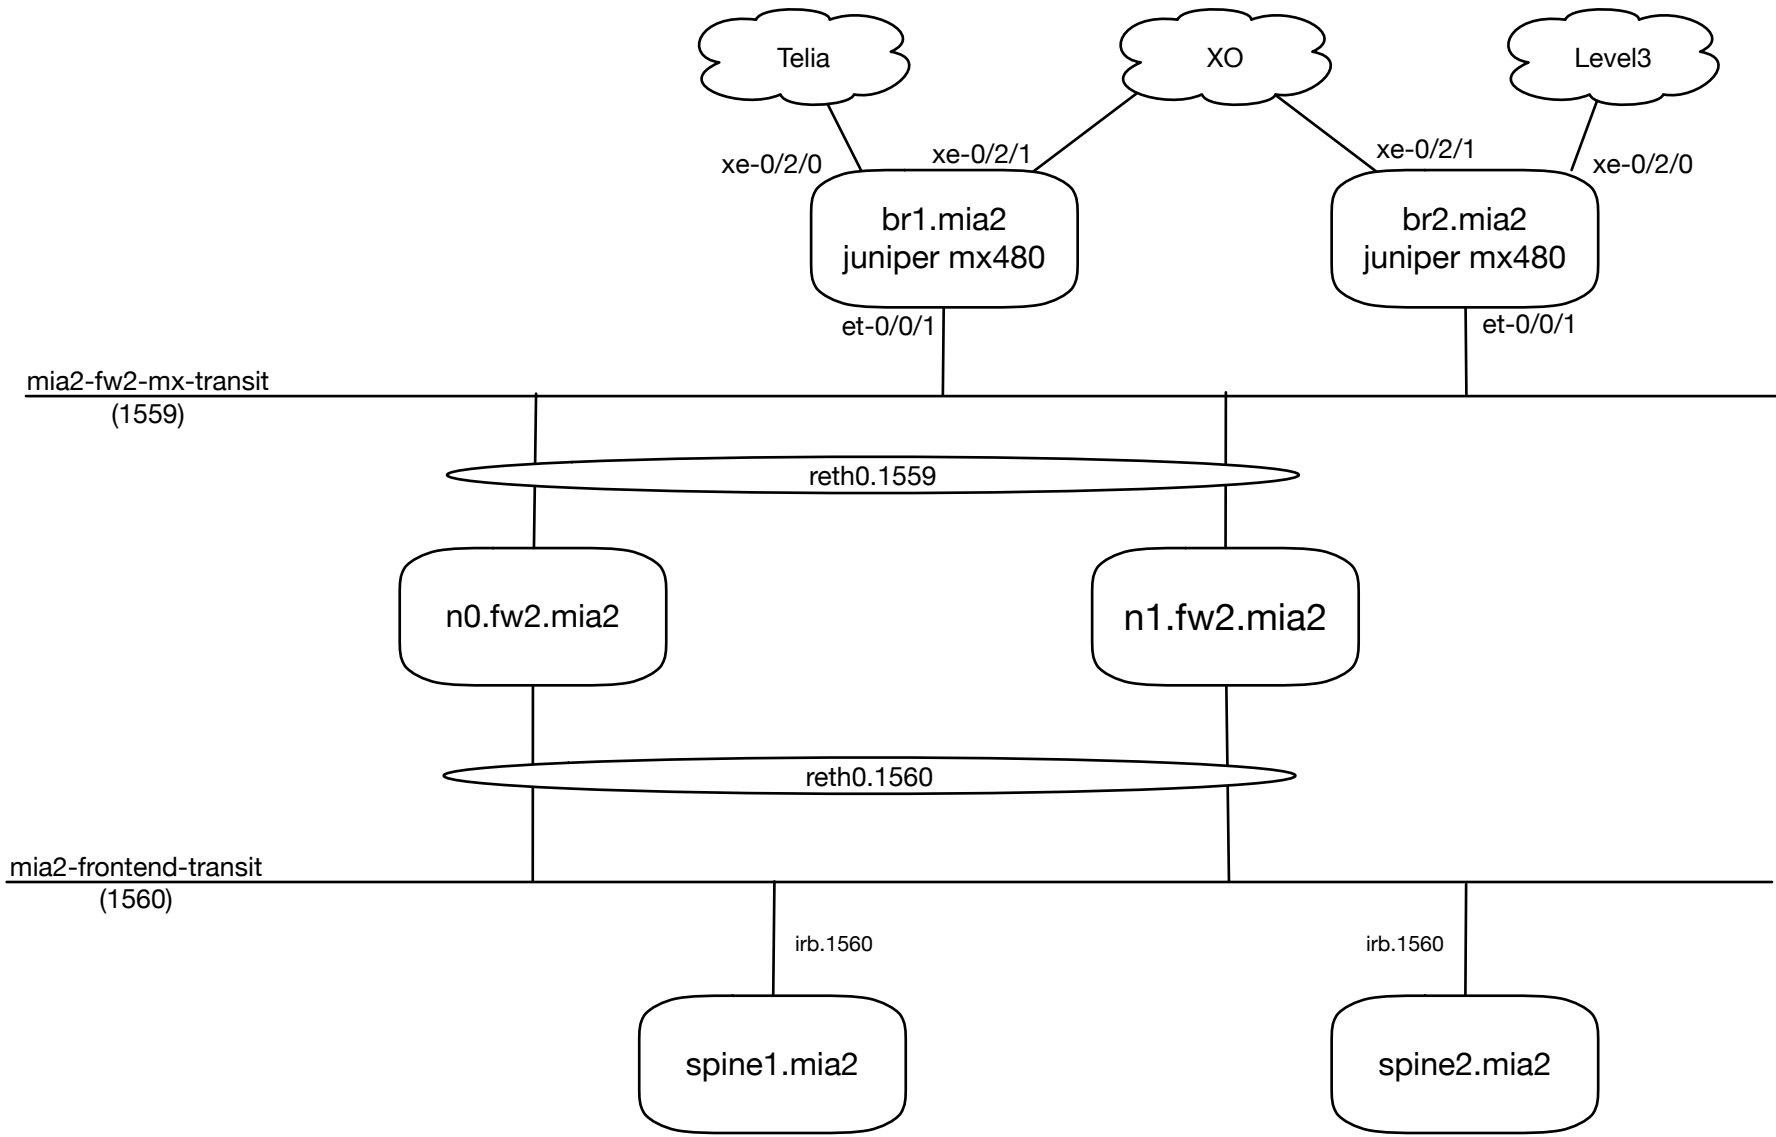 Telia
XO
Level3
xe-0/2/0
xe-0/2/1
xe-0/2/1
xe-0/2/0
br1.mia2
juniper mx480
br2.mia2
juniper mx480
et-0/0/1
et-0/0/1
mia2-fw2-mx-transit
(1559)
reth0.1559
n0.fw2.mia2
n1.fw2.mia2
reth0.1560
mia2-frontend-transit
(1560)
irb.1560
irb.1560
spine1.mia2
spine2.mia2